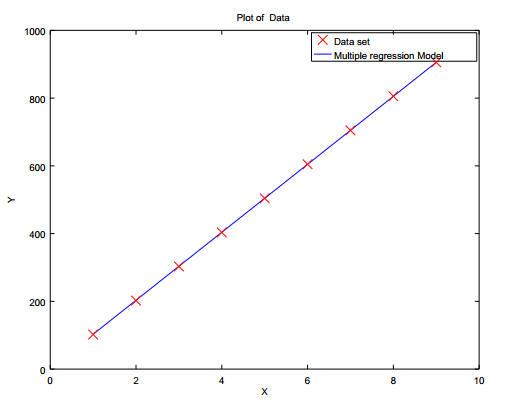 Plot of Data
Data set
Multiple regression Model
1000
800
600
400
200
0
Y
0 2 4 6 8 10
X